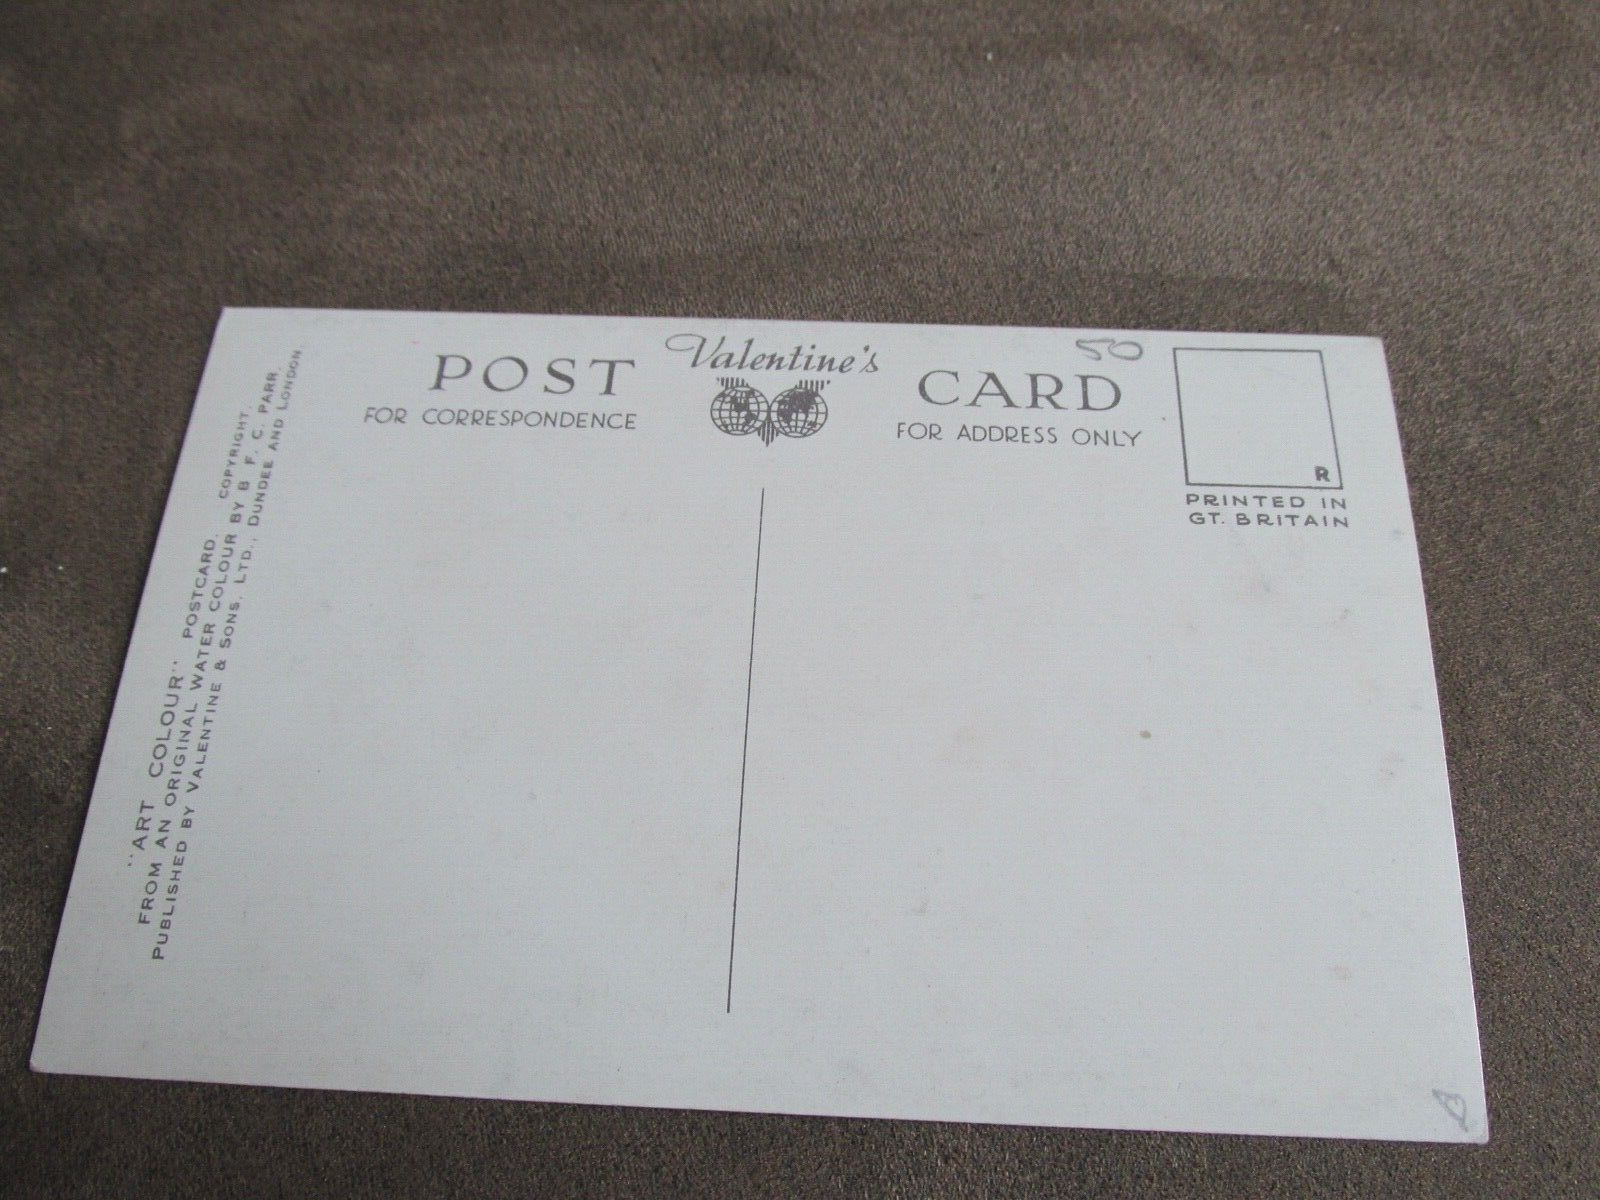 "ART COLOUR" POSTCARD. COPYRIGHT.
FROM AN ORIGINAL WATER COLOUR BY B. F. C. PARR.
PUBLISHED BY VALENTINE & SONS, LTD., DUNDEE AND LONDON.
Valentine's
POST CARD
FOR CORRESPONDENCE
FOR ADDRESS ONLY
50
R
PRINTED IN
GT. BRITAIN